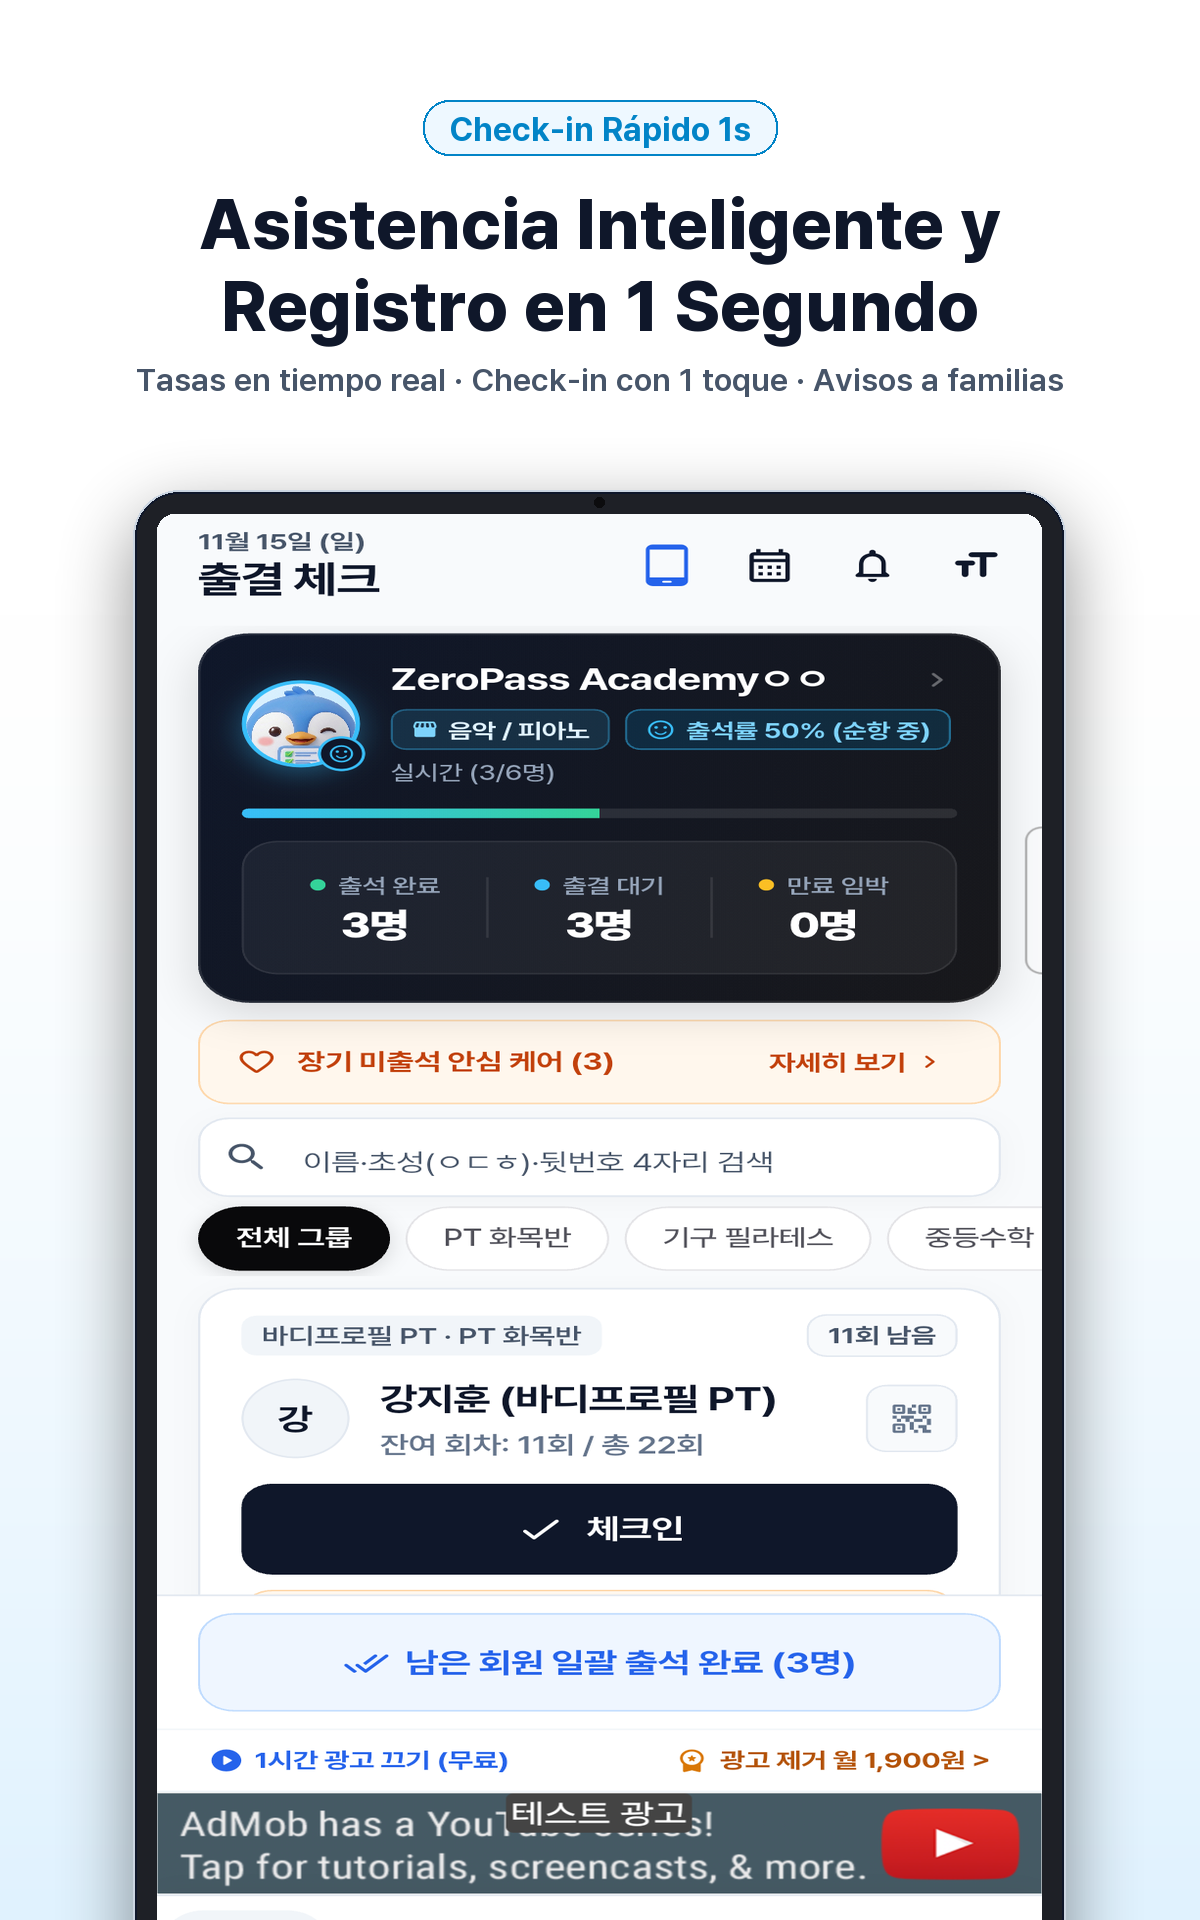 Check-in Rápido 1s
Asistencia Inteligente y
Registro en 1 Segundo
Tasas en tiempo real · Check-in con 1 toque · Avisos a familias
11월 15일 (일)
출결 체크
ZeroPass Academyㅇㅇ
음악 / 피아노
출석률 50% (순항 중)
실시간 (3/6명)
출석 완료
출결 대기
만료 임박
3명
3명
0명
장기 미출석 안심 케어 (3)
자세히 보기 >
이름·초성(ㅇㄷㅎ)·뒷번호 4자리 검색
전체 그룹
PT 화목반
기구 필라테스
중등수학
바디프로필 PT · PT 화목반
11회 남음
강
강지훈 (바디프로필 PT)
잔여 회차: 11회 / 총 22회
체크인
남은 회원 일괄 출석 완료 (3명)
1시간 광고 끄기 (무료)
광고 제거 월 1,900원 >
테스트 광고
AdMob has a YouTube series!
Tap for tutorials, screencasts, & more.